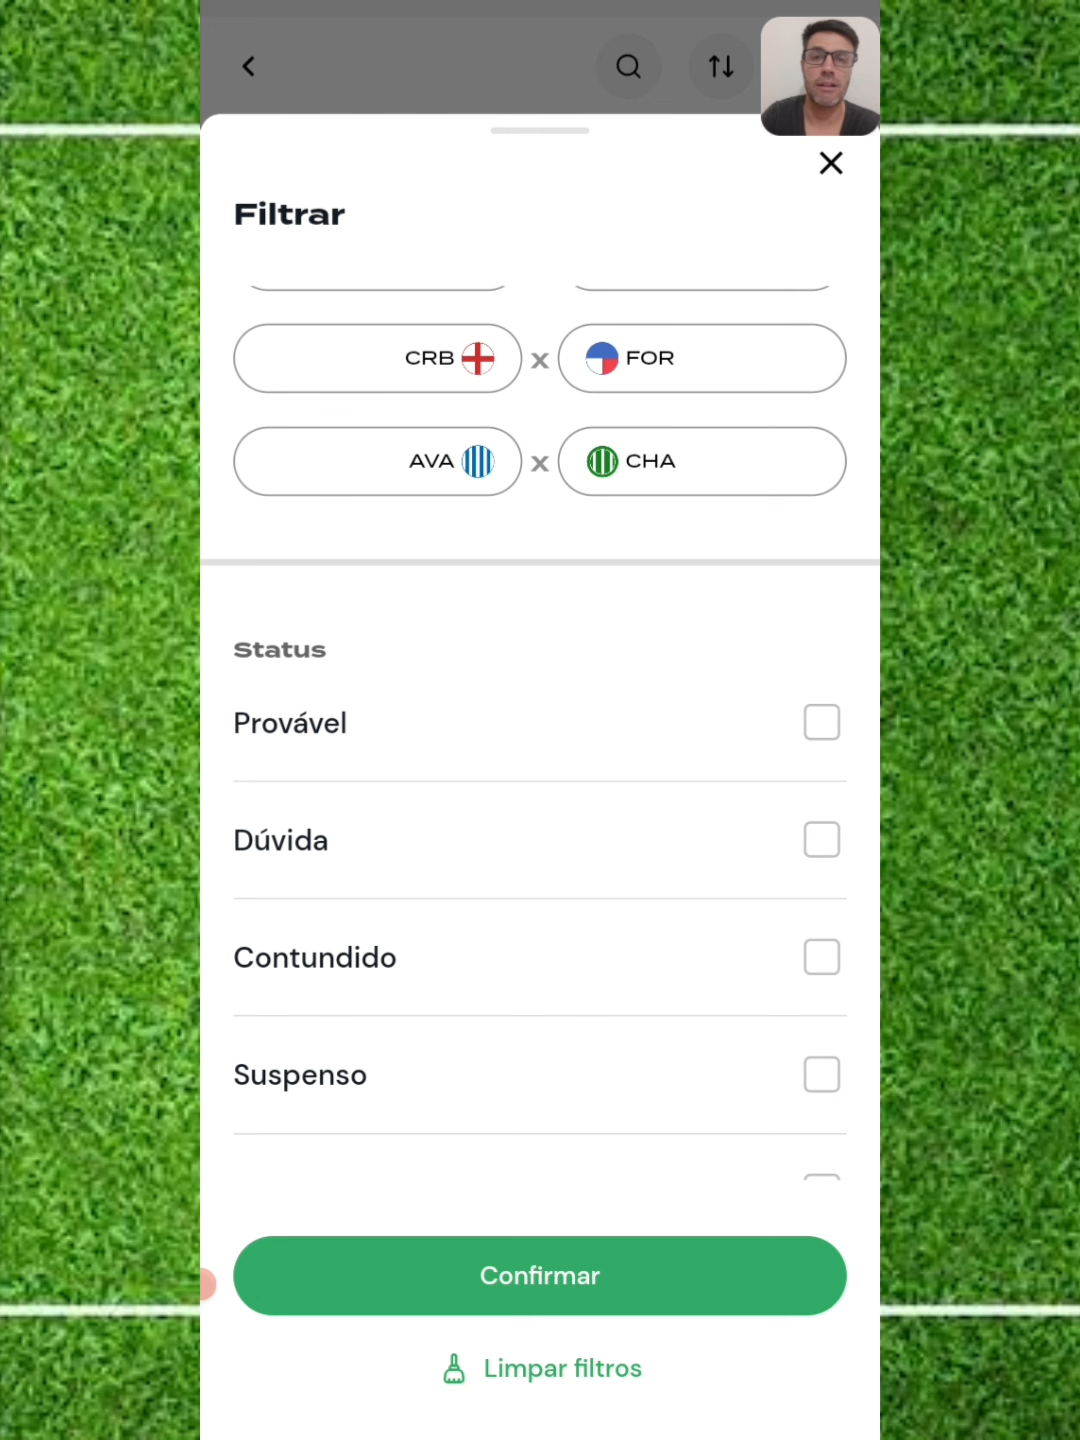 Filtrar
CRB x FOR
AVA x CHA
Status
Provável
Dúvida
Contundido
Suspenso
Confirmar
Limpar filtros